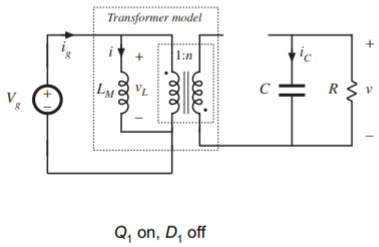 Transformer model
i_g i + 1:n i_C +
V_g + − L_M v_L C R v
− −
Q_1 on, D_1 off